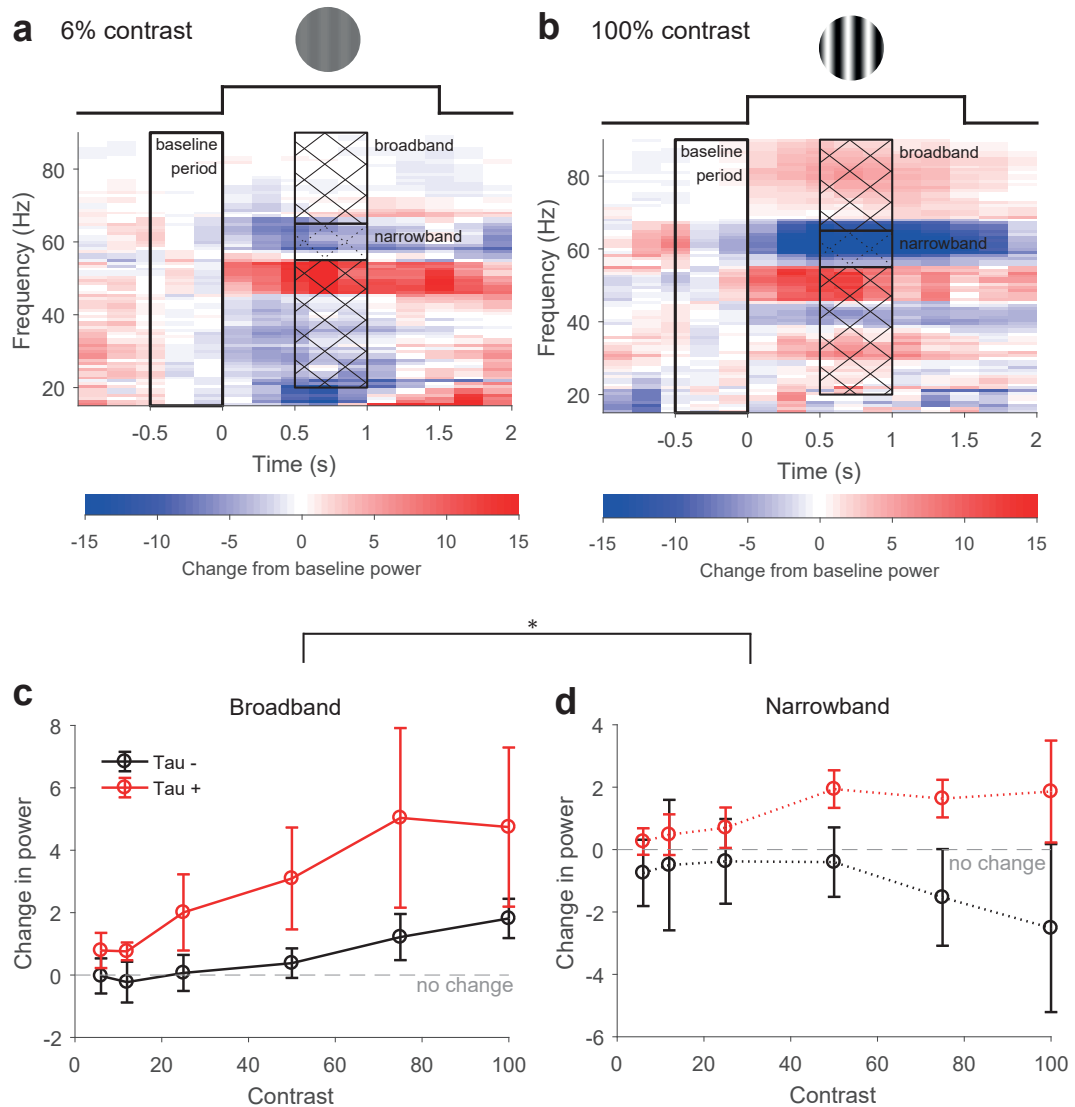 a 6% contrast
baseline
period
broadband
narrowband
Frequency (Hz)
80
60
40
20
-0.5 0 0.5 1 1.5 2
Time (s)
-15 -10 -5 0 5 10 15
Change from baseline power
b 100% contrast
baseline
period
broadband
narrowband
Frequency (Hz)
80
60
40
20
-0.5 0 0.5 1 1.5 2
Time (s)
-15 -10 -5 0 5 10 15
Change from baseline power
*
c Broadband
Tau -
Tau +
Change in power
8
6
4
2
0
-2
no change
0 20 40 60 80 100
Contrast
d Narrowband
Change in power
4
2
0
-2
-4
-6
no change
0 20 40 60 80 100
Contrast